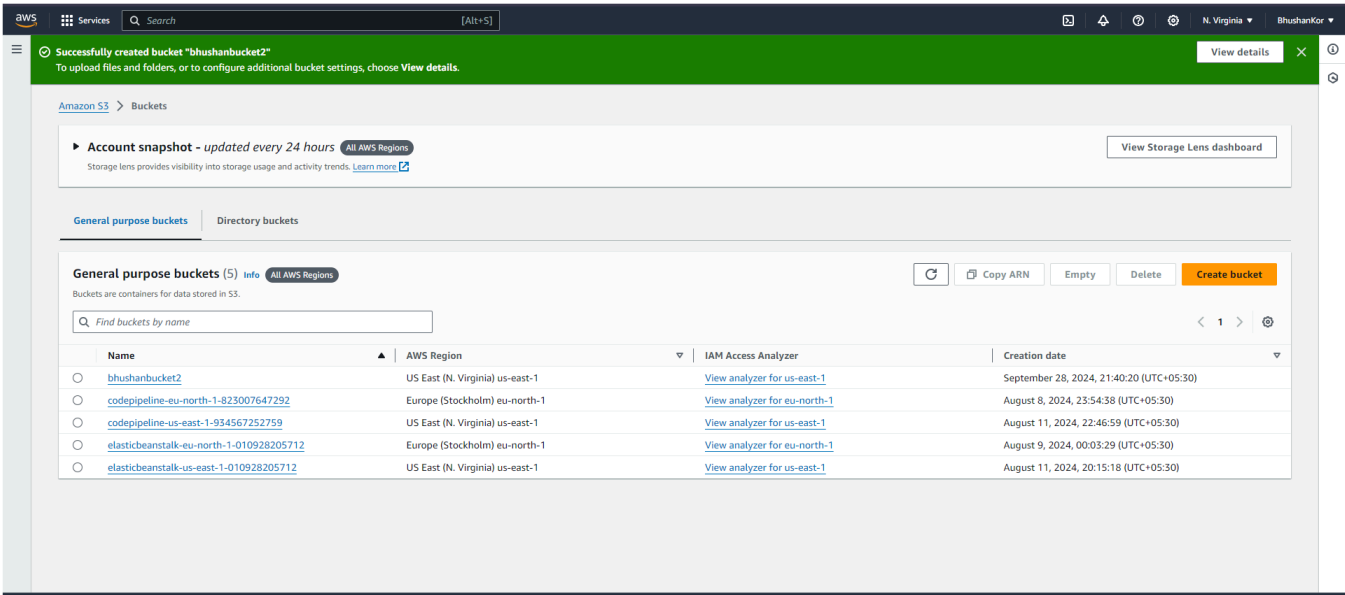 aws Services Search [Alt+S] N. Virginia BhushanKor
Successfully created bucket "bhushanbucket2" View details
To upload files and folders, or to configure additional bucket settings, choose View details.
Amazon S3 > Buckets
Account snapshot - updated every 24 hours All AWS Regions View Storage Lens dashboard
Storage lens provides visibility into storage usage and activity trends. Learn more
General purpose buckets Directory buckets
General purpose buckets (5) Info All AWS Regions Copy ARN Empty Delete Create bucket
Buckets are containers for data stored in S3.
Find buckets by name < 1 >
Name AWS Region IAM Access Analyzer Creation date
bhushanbucket2 US East (N. Virginia) us-east-1 View analyzer for us-east-1 September 28, 2024, 21:40:20 (UTC+05:30)
codepipeline-eu-north-1-823007647292 Europe (Stockholm) eu-north-1 View analyzer for eu-north-1 August 8, 2024, 23:54:38 (UTC+05:30)
codepipeline-us-east-1-934567252759 US East (N. Virginia) us-east-1 View analyzer for us-east-1 August 11, 2024, 22:46:59 (UTC+05:30)
elasticbeanstalk-eu-north-1-010928205712 Europe (Stockholm) eu-north-1 View analyzer for eu-north-1 August 9, 2024, 00:03:29 (UTC+05:30)
elasticbeanstalk-us-east-1-010928205712 US East (N. Virginia) us-east-1 View analyzer for us-east-1 August 11, 2024, 20:15:18 (UTC+05:30)